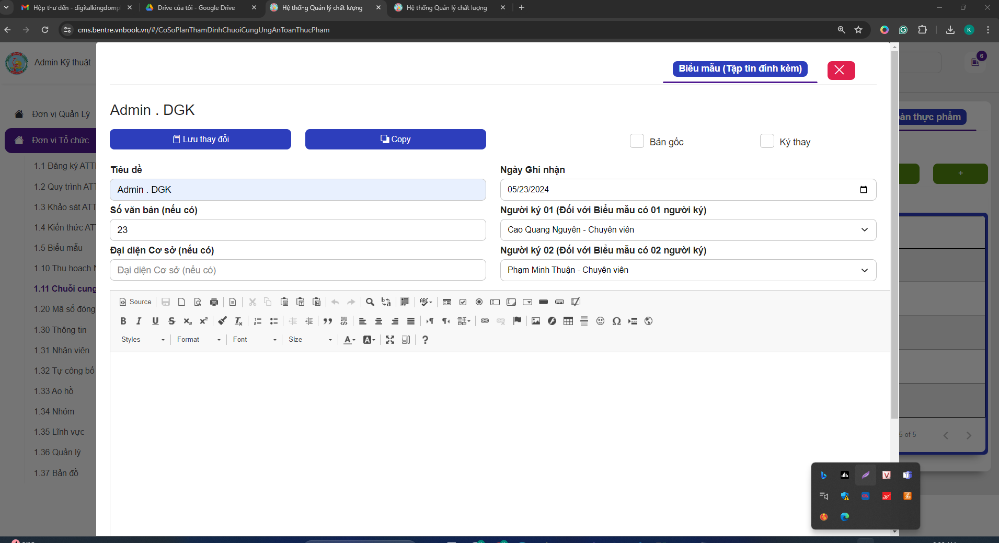 Hộp thư đến - digitalkingdomp
Drive của tôi - Google Drive
Hệ thống Quản lý chất lượng
Hệ thống Quản lý chất lượng
cms.bentre.vnbook.vn/#/CoSoPlanThamDinhChuoiCungUngAnToanThucPham
K
Admin Kỹ thuật
6
Biểu mẫu (Tập tin đính kèm)
Admin . DGK
Đơn vị Quản Lý
àn thực phẩm
Lưu thay đổi
Copy
Bản gốc
Ký thay
Đơn vị Tổ chức
1.1 Đăng ký ATT
1.2 Quy trình ATT
1.3 Khảo sát ATT
1.4 Kiến thức AT
1.5 Biểu mẫu
1.10 Thu hoạch
1.11 Chuỗi cung
1.20 Mã số đóng
1.30 Thông tin
1.31 Nhân viên
1.32 Tự công bố
1.33 Ao hồ
1.34 Nhóm
1.35 Lĩnh vực
1.36 Quản lý
1.37 Bản đồ
Tiêu đề
Ngày Ghi nhận
Admin . DGK
05/23/2024
Số văn bản (nếu có)
Người ký 01 (Đối với Biểu mẫu có 01 người ký)
23
Cao Quang Nguyên - Chuyên viên
Đại diện Cơ sở (nếu có)
Người ký 02 (Đối với Biểu mẫu có 02 người ký)
Đại diện Cơ sở (nếu có)
Phạm Minh Thuận - Chuyên viên
Source
Styles
Format
Font
Size
+
5 of 5